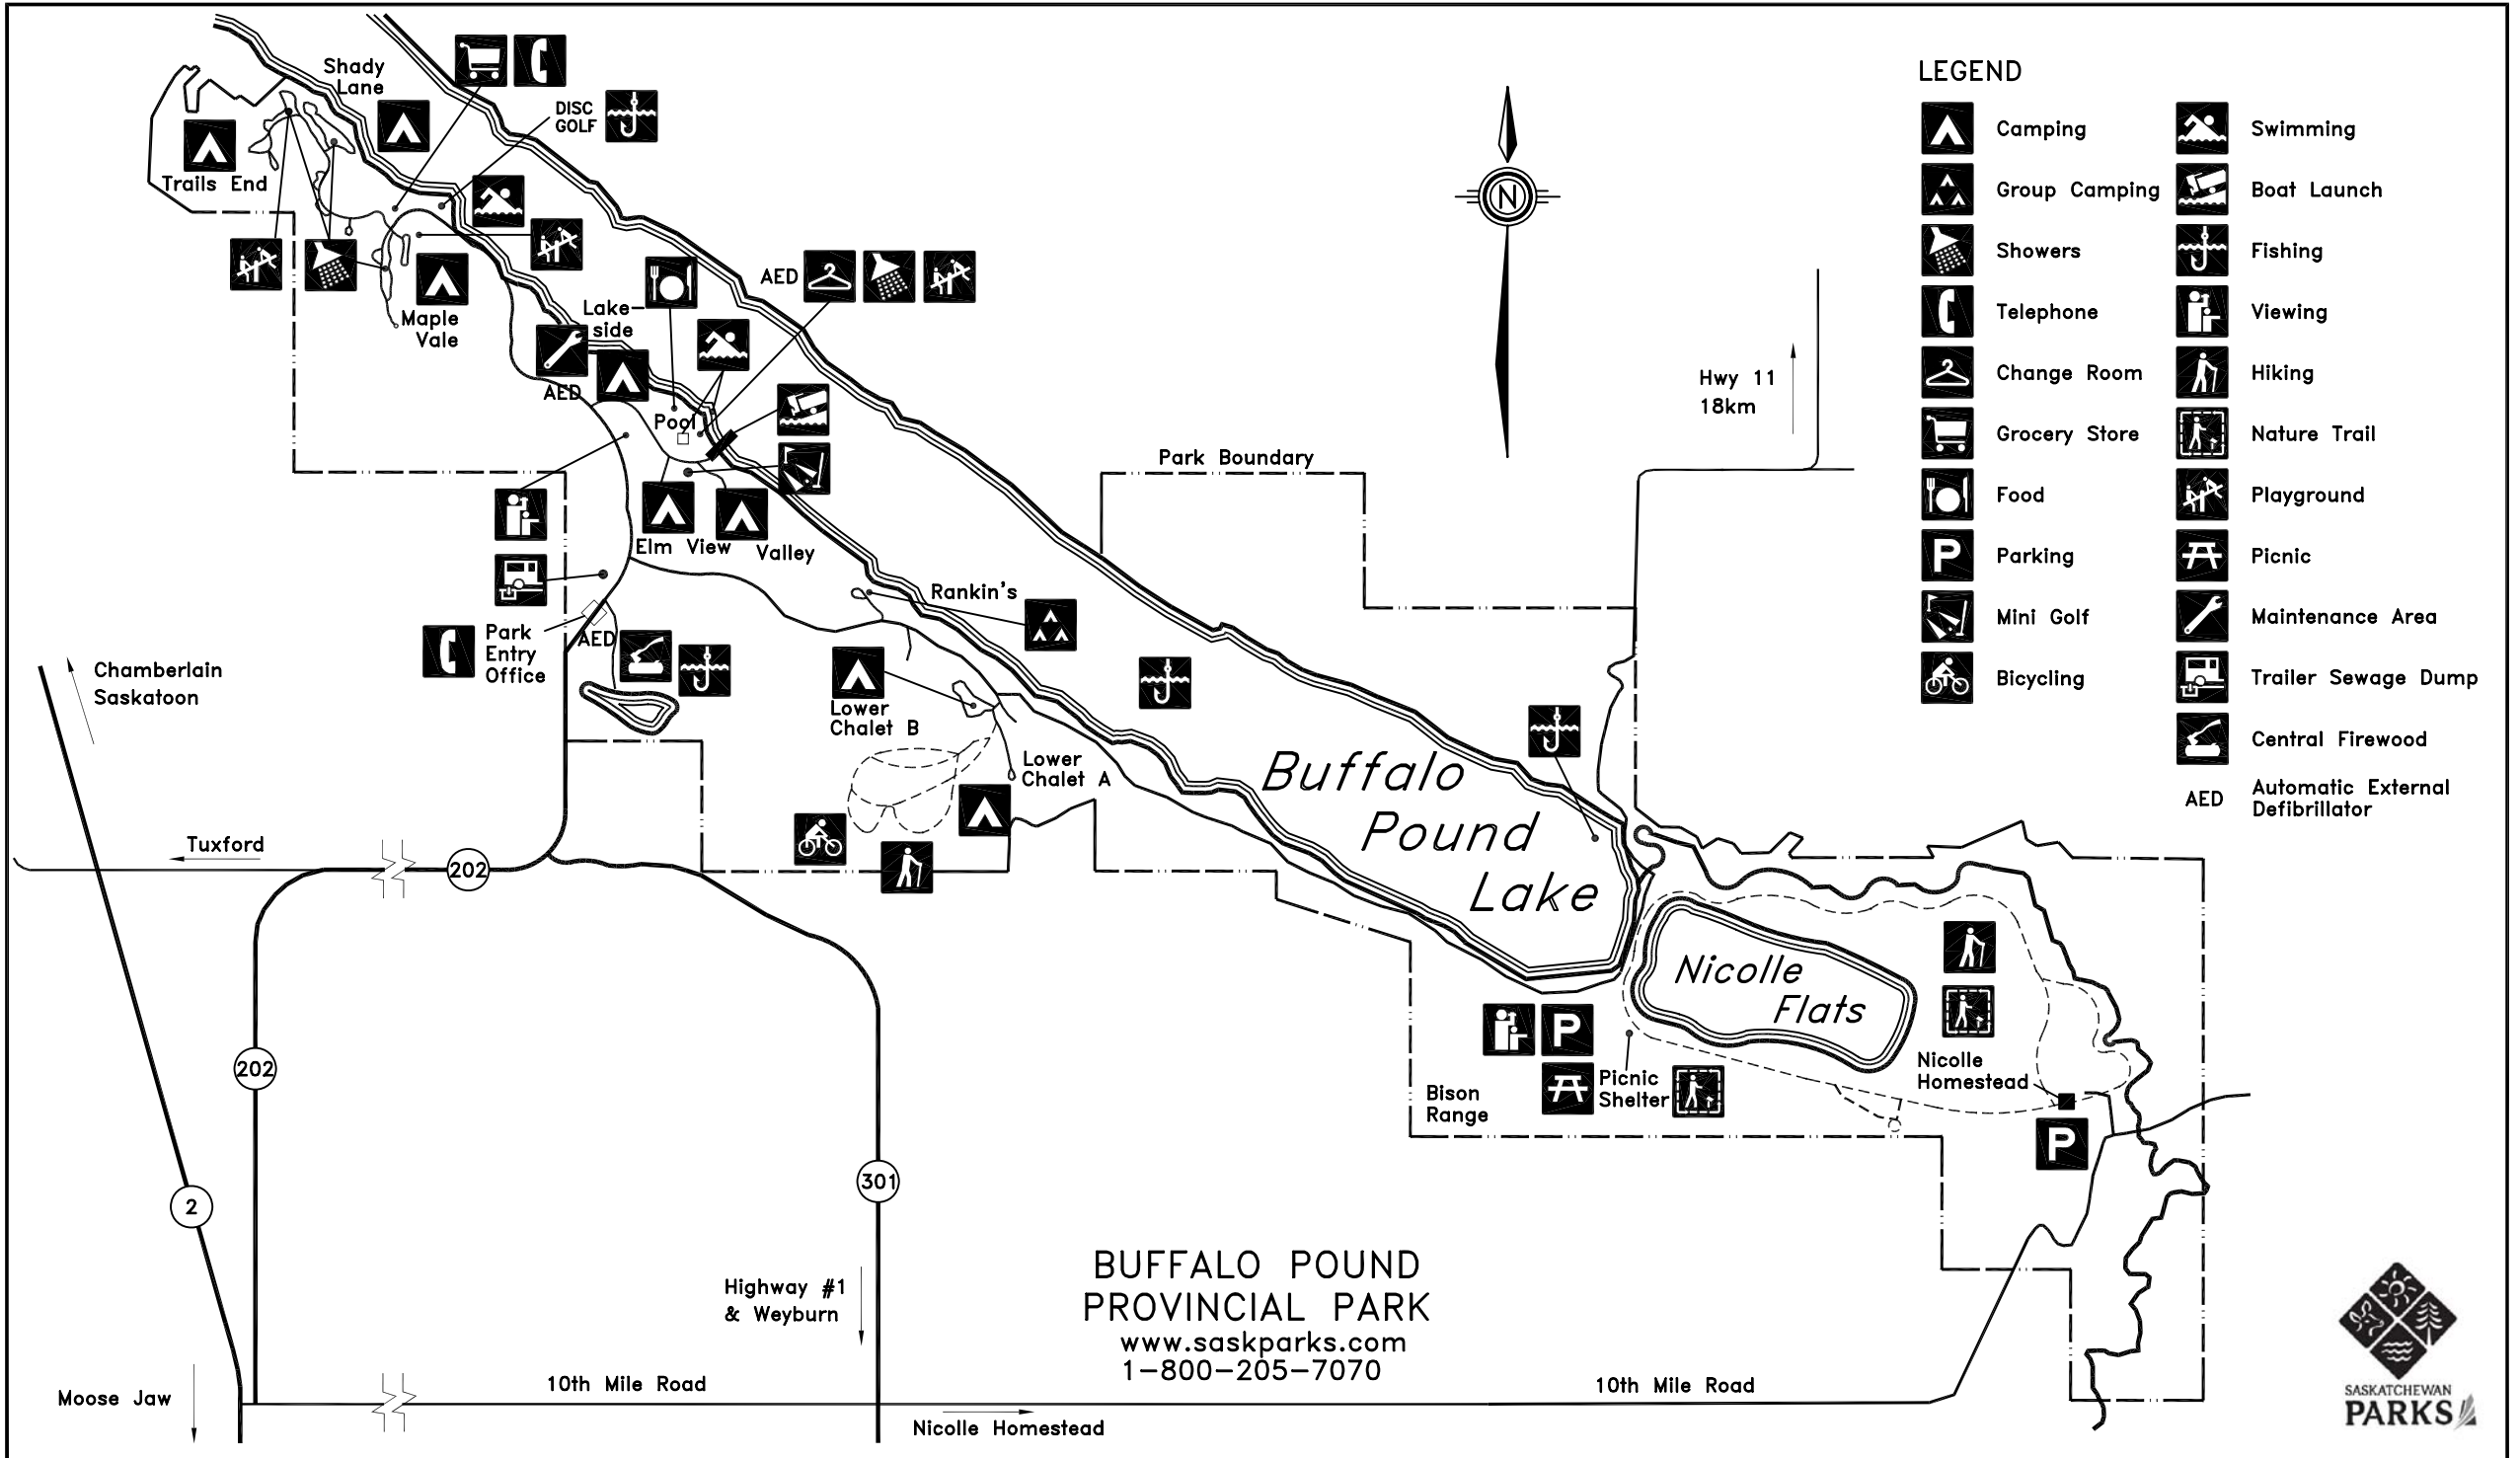 Shady
Lane
DISC
GOLF
Trails End
Maple
Vale
Lake-
side
AED
AED
Pool
Elm View
Valley
Rankin's
Park
Entry
Office
AED
Lower
Chalet B
Lower
Chalet A
Park Boundary
Hwy 11
18km
N
Chamberlain
Saskatoon
Tuxford
202
202
2
301
Buffalo
Pound
Lake
Nicolle
Flats
P
Picnic
Shelter
Bison
Range
Nicolle
Homestead
P
Highway #1
& Weyburn
Moose Jaw
10th Mile Road
Nicolle Homestead
10th Mile Road
BUFFALO POUND
PROVINCIAL PARK
www.saskparks.com
1-800-205-7070
LEGEND
Camping
Group Camping
Showers
Telephone
Change Room
Grocery Store
Food
P Parking
Mini Golf
Bicycling
Swimming
Boat Launch
Fishing
Viewing
Hiking
Nature Trail
Playground
Picnic
Maintenance Area
Trailer Sewage Dump
Central Firewood
AED Automatic External
Defibrillator
SASKATCHEWAN
PARKS